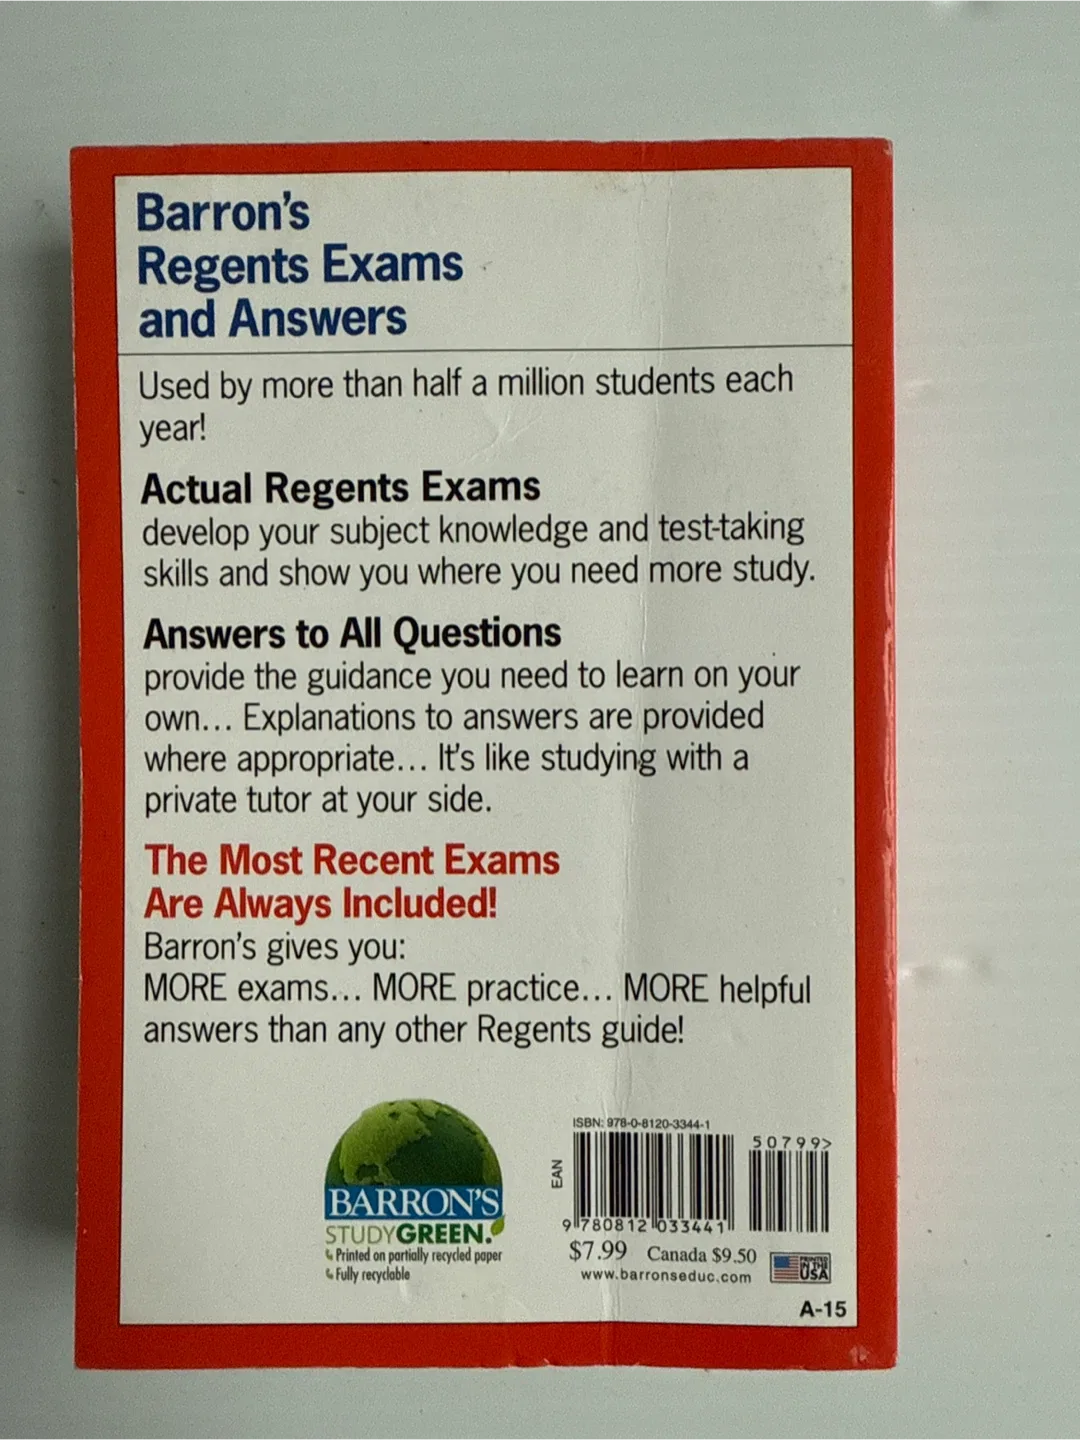 Barron's
Regents Exams
and Answers
Used by more than half a million students each
year!
Actual Regents Exams
develop your subject knowledge and test-taking
skills and show you where you need more study.
Answers to All Questions
provide the guidance you need to learn on your
own... Explanations to answers are provided
where appropriate... It's like studying with a
private tutor at your side.
The Most Recent Exams
Are Always Included!
Barron's gives you:
MORE exams... MORE practice... MORE helpful
answers than any other Regents guide!
BARRON'S
STUDYGREEN.
Printed on partially recycled paper
Fully recyclable
ISBN: 978-0-8120-3344-1
50799>
EAN
9 780812 033441
$7.99 Canada $9.50
www.barronseduc.com
PRINTED
IN THE
USA
A-15